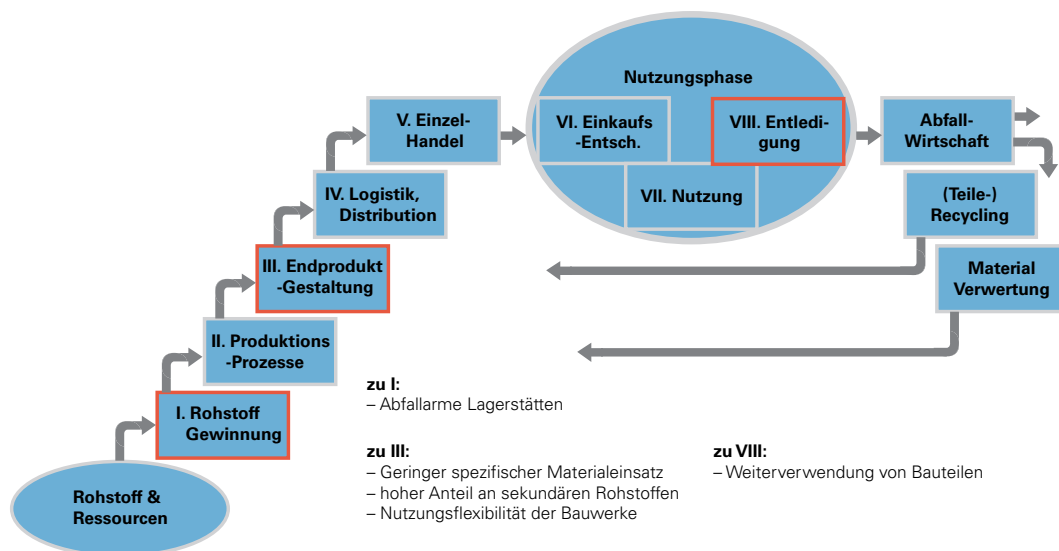 Nutzungsphase
V. Einzel-
Handel
VI. Einkaufs
-Entsch.
VIII. Entledi-
gung
Abfall-
Wirtschaft
IV. Logistik,
Distribution
VII. Nutzung
(Teile-)
Recycling
III. Endprodukt
-Gestaltung
Material
Verwertung
II. Produktions
-Prozesse
I. Rohstoff
Gewinnung
Rohstoff &
Ressourcen
zu I:
– Abfallarme Lagerstätten
zu III:
– Geringer spezifischer Materialeinsatz
– hoher Anteil an sekundären Rohstoffen
– Nutzungsflexibilität der Bauwerke
zu VIII:
– Weiterverwendung von Bauteilen